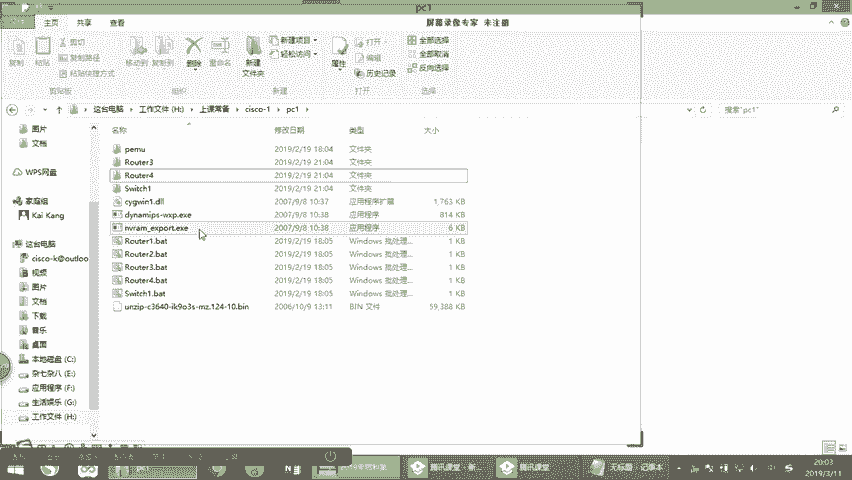 pc1
主页 共享 查看
屏幕录像专家 未注册
复制 粘贴 剪切 复制路径 粘贴快捷方式
移动到 复制到 删除 重命名 新建文件夹
新建项目 轻松访问
属性 打开 编辑 历史记录
全部选择 全部取消 反向选择
剪贴板 组织 新建 打开 选择
这台电脑 工作文件 (H:) 上课常备 cisco-1 pc1
搜索"pc1"
名称 修改日期 类型 大小
pemu 2019/2/19 18:04 文件夹
Router3 2019/2/19 21:04 文件夹
Router4 2019/2/19 21:04 文件夹
Switch1 2019/2/19 21:04 文件夹
cygwin1.dll 2007/9/8 10:37 应用程序扩展 1,763 KB
dynamips-wxp.exe 2007/9/8 10:38 应用程序 814 KB
nvram_export.exe 2007/9/8 10:38 应用程序 6 KB
Router1.bat 2019/2/19 18:05 Windows 批处理... 1 KB
Router2.bat 2019/2/19 18:05 Windows 批处理... 1 KB
Router3.bat 2019/2/19 18:05 Windows 批处理... 1 KB
Router4.bat 2019/2/19 18:05 Windows 批处理... 1 KB
Switch1.bat 2019/2/19 18:05 Windows 批处理... 1 KB
unzip-c3640-ik9o3s-mz.124-10.bin 2006/10/9 13:11 BIN 文件 59,388 KB
图片
文档
WPS网盘
家庭组
Kai Kang
这台电脑
cisco-k@outloo
视频
图片
文档
下载
音乐
桌面
本地磁盘 (C:)
杂七杂八 (E:)
应用程序 (F:)
生活娱乐 (G:)
工作文件 (H:)
腾讯课堂 - 新...
腾讯课堂
无标题 - 记事本
20:03
2019/3/11